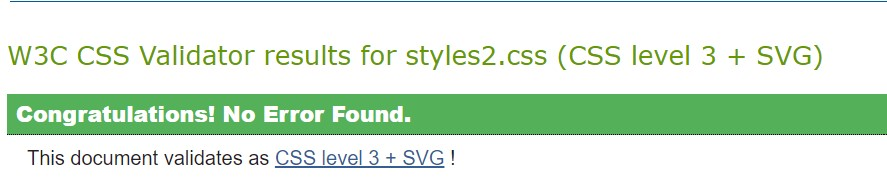 W3C CSS Validator results for styles2.css (CSS level 3 + SVG)
Congratulations! No Error Found.
This document validates as CSS level 3 + SVG !